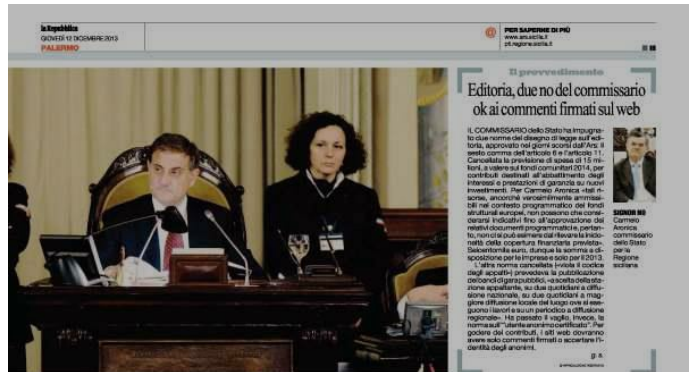 la Repubblica
GIOVEDÌ 12 DICEMBRE 2013
PALERMO
@
PER SAPERNE DI PIÙ
www.ars.sicilia.it
pti.regione.sicilia.it
Il provvedimento
Editoria, due no del commissario
ok ai commenti firmati sul web
IL COMMISSARIO dello Stato ha impugna-
to due norme del disegno di legge sull'edi-
toria, approvato nei giorni scorsi dall'Ars: il
sesto comma dell'articolo 6 e l'articolo 11.
Cancellata la previsione di spesa di 15 mi-
lioni, a valere sui fondi comunitari 2014, per
contributi destinati all'abbattimento degli
interessi e prestazioni di garanzia su nuovi
investimenti. Per Carmelo Aronica «tali ri-
sorse, ancorché verosimilmente ammissi-
bili nel contesto programmatico dei fondi
strutturali europei, non possono che consi-
derarsi indicativi fino all'approvazione dei
relativi documenti programmatici e, pertan-
to, non ci si può esimere dal rilevare la inido-
neità della copertura finanziaria prevista».
Seicentomila euro, dunque la somma a di-
sposizione per le imprese e solo per il 2013.
L'altra norma cancellata («viola il codice
degli appalti») prevedeva la pubblicazione
dei bandi di gara pubblici, «a scelta della sta-
zione appaltante, su due quotidiani a diffu-
sione nazionale, su due quotidiani a mag-
giore diffusione locale del luogo ove si ese-
guono i lavori e su un periodico a diffusione
regionale». Ha passato il vaglio, invece, la
norma sull'"utente anonimo certificato". Per
godere dei contributi, i siti web dovranno
avere solo commenti firmati o accertare l'i-
dentità degli anonimi.
g. s.
© RIPRODUZIONE RISERVATA
SIGNOR NO
Carmelo
Aronica
commissario
dello Stato
per la
Regione
siciliana